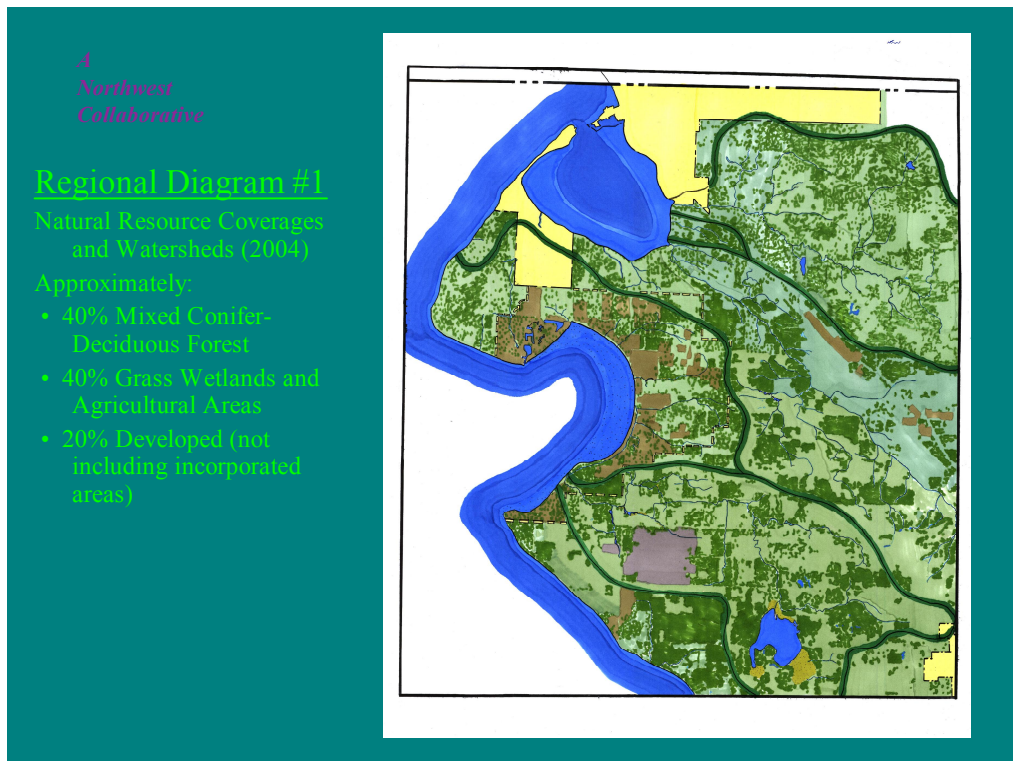 A
Northwest
Collaborative
Regional Diagram #1
Natural Resource Coverages
and Watersheds (2004)
Approximately:
• 40% Mixed Conifer-
Deciduous Forest
• 40% Grass Wetlands and
Agricultural Areas
• 20% Developed (not
including incorporated
areas)